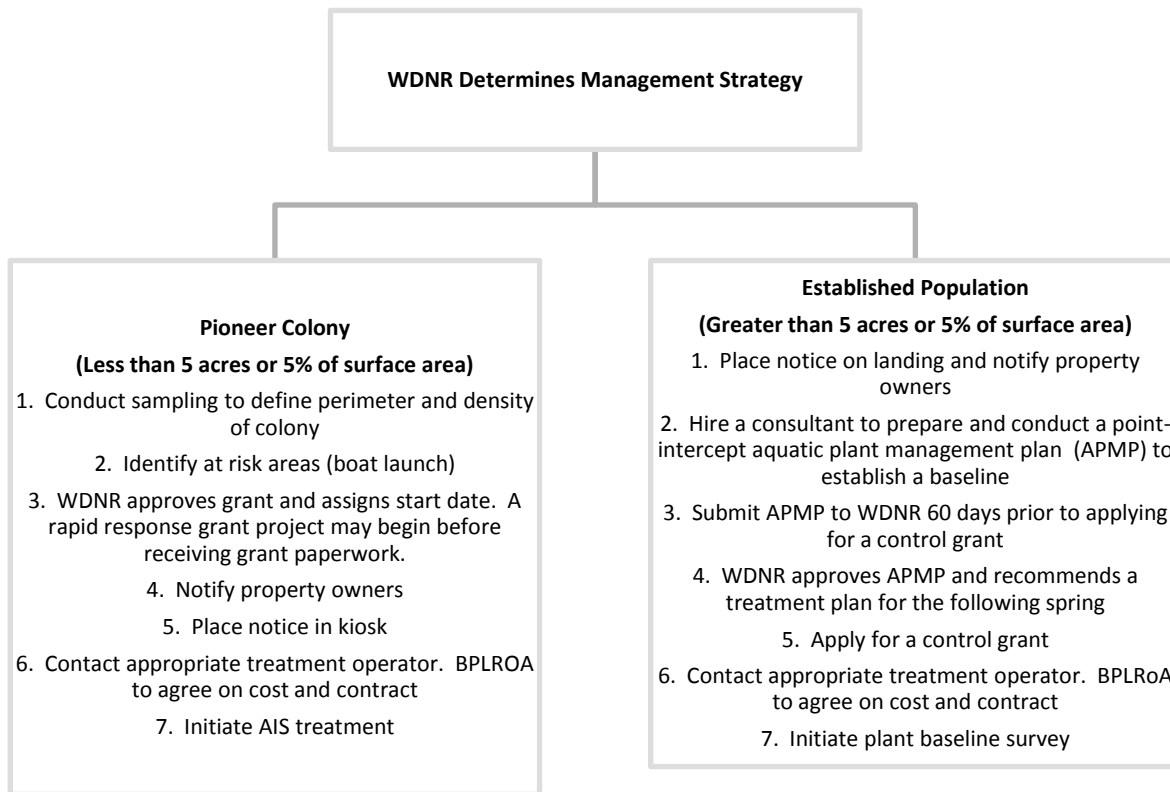 WDNR Determines Management Strategy
Pioneer Colony
(Less than 5 acres or 5% of surface area)
1. Conduct sampling to define perimeter and density
of colony
2. Identify at risk areas (boat launch)
3. WDNR approves grant and assigns start date. A
rapid response grant project may begin before
receiving grant paperwork.
4. Notify property owners
5. Place notice in kiosk
6. Contact appropriate treatment operator. BPLROA
to agree on cost and contract
7. Initiate AIS treatment
Established Population
(Greater than 5 acres or 5% of surface area)
1. Place notice on landing and notify property
owners
2. Hire a consultant to prepare and conduct a point-
intercept aquatic plant management plan (APMP) to
establish a baseline
3. Submit APMP to WDNR 60 days prior to applying
for a control grant
4. WDNR approves APMP and recommends a
treatment plan for the following spring
5. Apply for a control grant
6. Contact appropriate treatment operator. BPLRoA
to agree on cost and contract
7. Initiate plant baseline survey